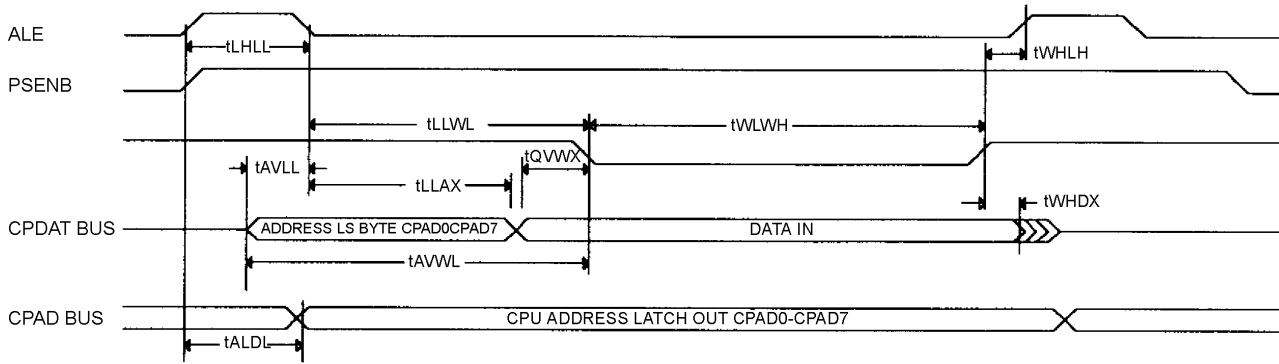 ALE
tLHLL
tWHLH
PSENB
tLLWL
tWLWH
tAVLL
tQVWX
tLLAX
tWHDX
CPDAT BUS
ADDRESS LS BYTE CPAD0CPAD7
DATA IN
tAVWL
CPAD BUS
CPU ADDRESS LATCH OUT CPAD0-CPAD7
tALDL